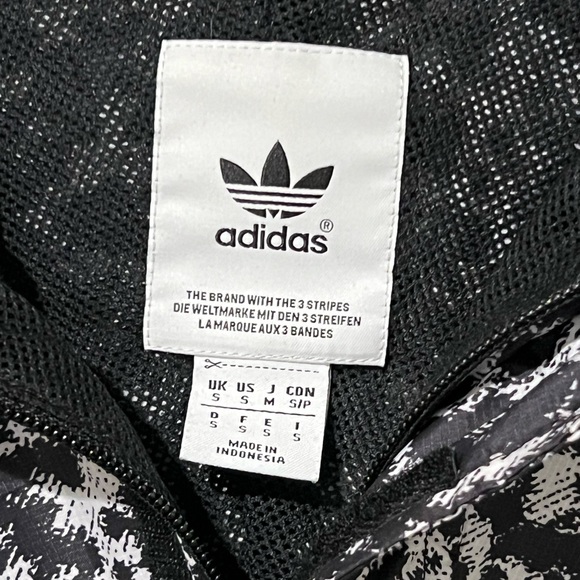 adidas®
THE BRAND WITH THE 3 STRIPES
DIE WELTMARKE MIT DEN 3 STREIFEN
LA MARQUE AUX 3 BANDES
UK US J CDN
S S M S/P
D F E I
S S S S
MADE IN
INDONESIA